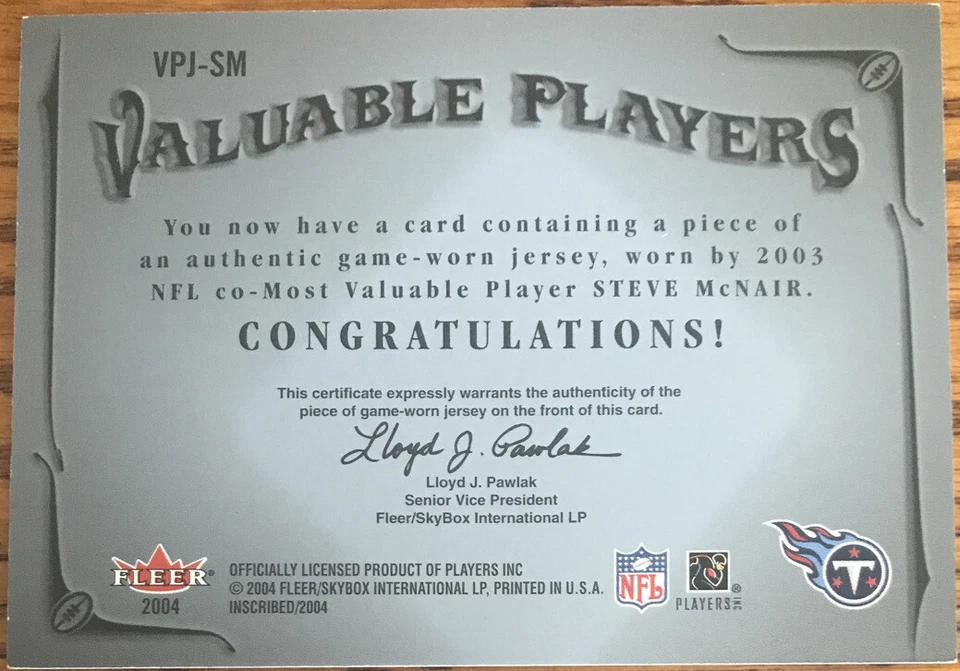 VPJ-SM
VALUABLE PLAYERS
You now have a card containing a piece of
an authentic game-worn jersey, worn by 2003
NFL co-Most Valuable Player STEVE McNAIR.
CONGRATULATIONS!
This certificate expressly warrants the authenticity of the
piece of game-worn jersey on the front of this card.
Lloyd J. Pawlak
Lloyd J. Pawlak
Senior Vice President
Fleer/SkyBox International LP
FLEER®
2004
OFFICIALLY LICENSED PRODUCT OF PLAYERS INC
© 2004 FLEER/SKYBOX INTERNATIONAL LP, PRINTED IN U.S.A.
INSCRIBED/2004
NFL
PLAYERS INC ®
T